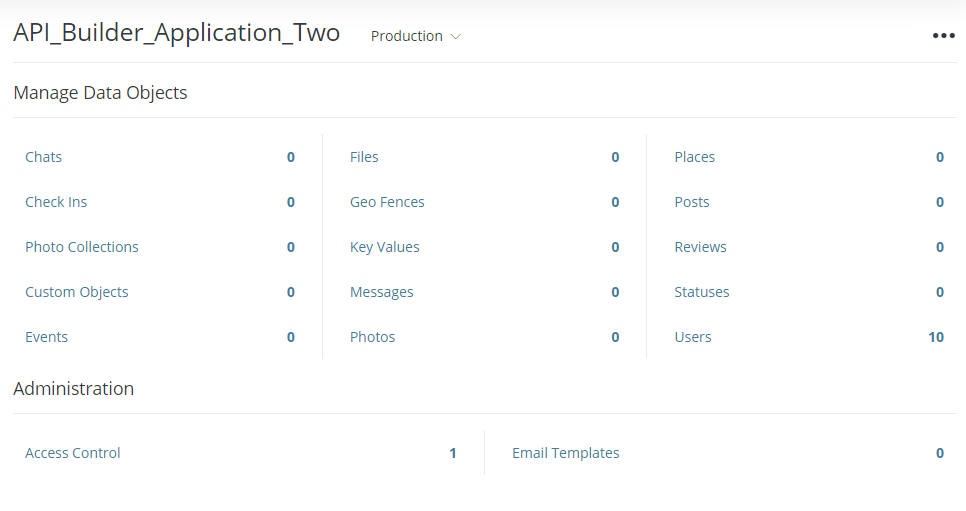 API_Builder_Application_Two Production
Manage Data Objects
Chats 0 Files 0 Places 0
Check Ins 0 Geo Fences 0 Posts 0
Photo Collections 0 Key Values 0 Reviews 0
Custom Objects 0 Messages 0 Statuses 0
Events 0 Photos 0 Users 10
Administration
Access Control 1 Email Templates 0